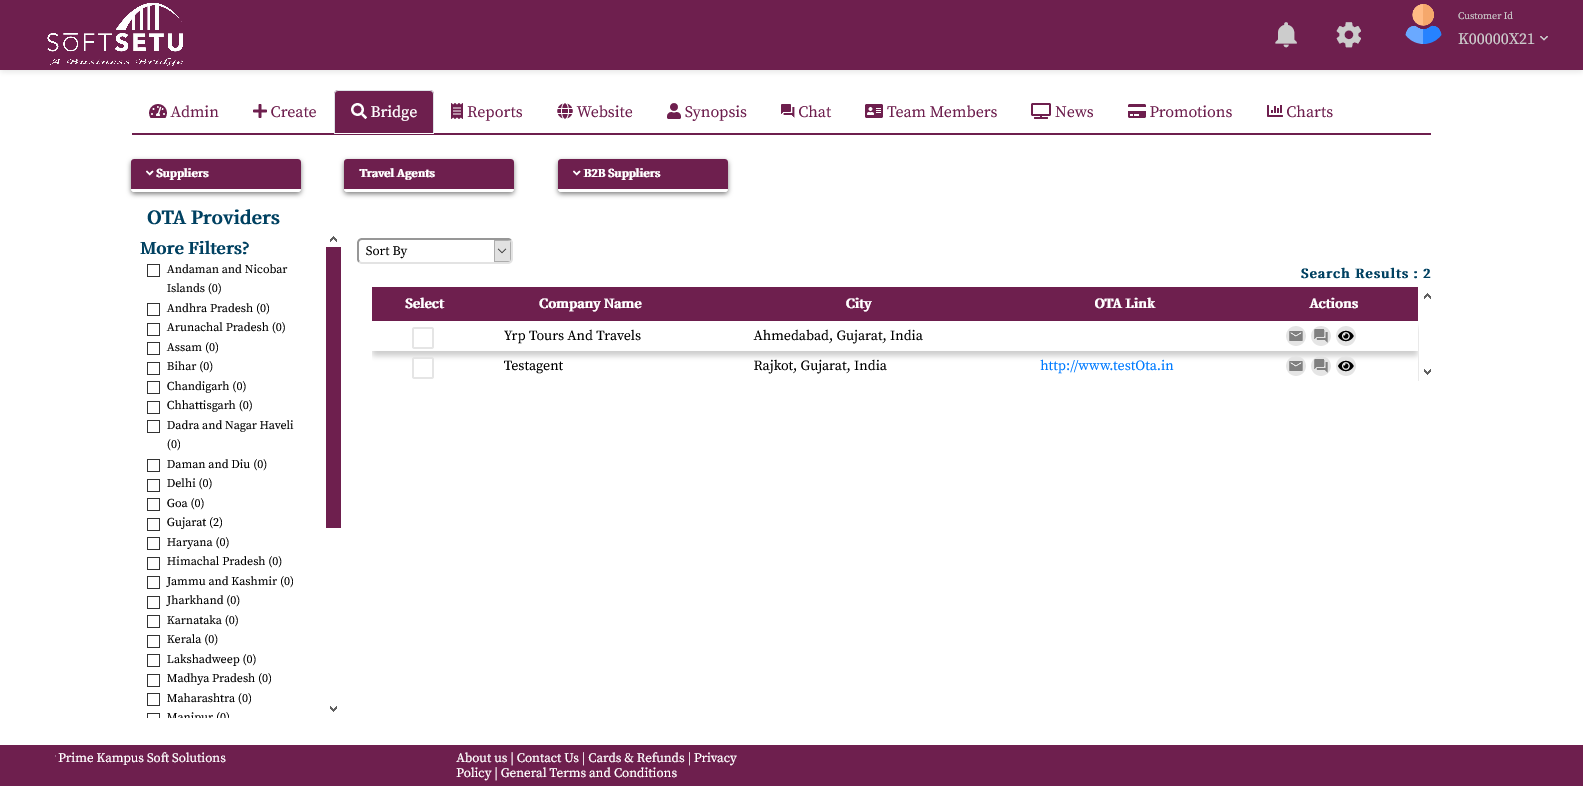 SOFTSETU
A Business Bridge
Customer Id
K00000X21
Admin
Create
Bridge
Reports
Website
Synopsis
Chat
Team Members
News
Promotions
Charts
Suppliers
Travel Agents
B2B Suppliers
OTA Providers
More Filters?
Andaman and Nicobar
Islands (0)
Andhra Pradesh (0)
Arunachal Pradesh (0)
Assam (0)
Bihar (0)
Chandigarh (0)
Chhattisgarh (0)
Dadra and Nagar Haveli
(0)
Daman and Diu (0)
Delhi (0)
Goa (0)
Gujarat (2)
Haryana (0)
Himachal Pradesh (0)
Jammu and Kashmir (0)
Jharkhand (0)
Karnataka (0)
Kerala (0)
Lakshadweep (0)
Madhya Pradesh (0)
Maharashtra (0)
Manipur (0)
Sort By
Search Results : 2
Select Company Name City OTA Link Actions
Yrp Tours And Travels Ahmedabad, Gujarat, India
Testagent Rajkot, Gujarat, India http://www.testOta.in
Prime Kampus Soft Solutions
About us | Contact Us | Cards & Refunds | Privacy
Policy | General Terms and Conditions